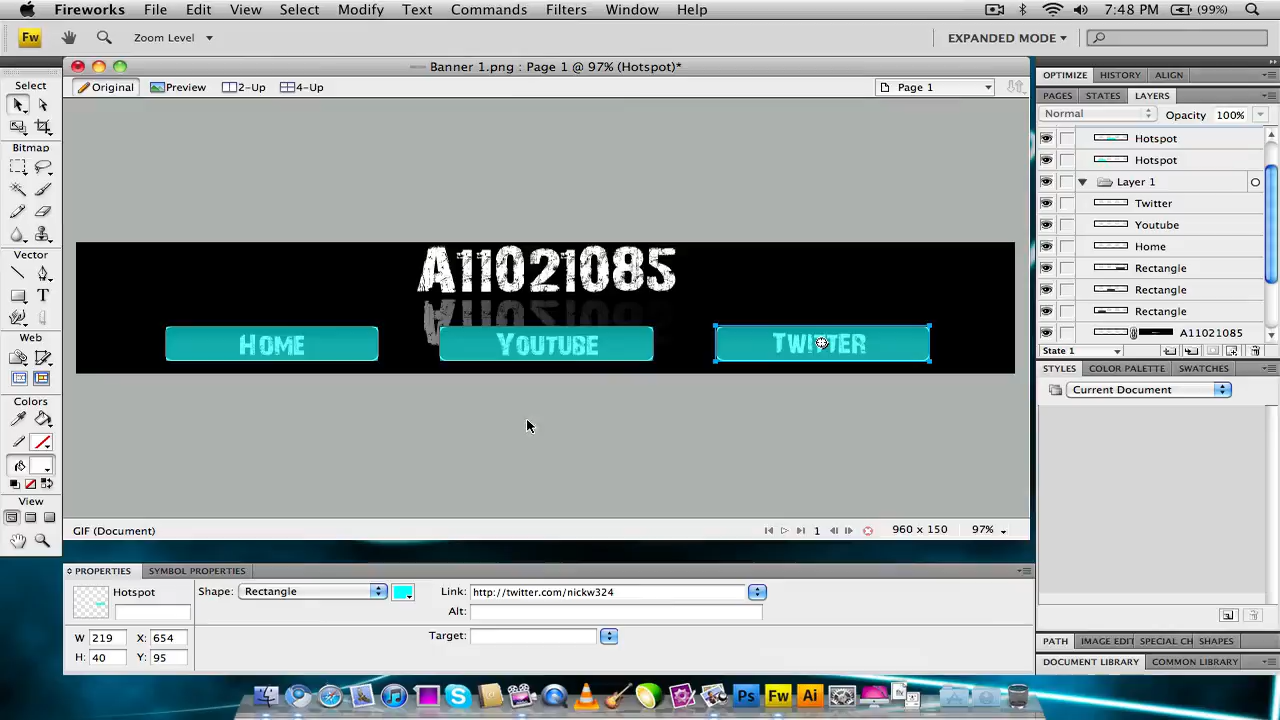 Fireworks File Edit View Select Modify Text Commands Filters Window Help 7:48 PM (99%)
Fw Zoom Level EXPANDED MODE
Banner 1.png : Page 1 @ 97% (Hotspot)*
Original Preview 2-Up 4-Up Page 1
Select
Bitmap
Vector
Web
Colors
View
A11021085
Home Youtube Twitter
GIF (Document) 1 960 x 150 97%
OPTIMIZE HISTORY ALIGN
PAGES STATES LAYERS
Normal Opacity 100%
Hotspot
Hotspot
Layer 1
Twitter
Youtube
Home
Rectangle
Rectangle
Rectangle
A11021085
State 1
STYLES COLOR PALETTE SWATCHES
Current Document
PATH IMAGE EDIT SPECIAL CH SHAPES
DOCUMENT LIBRARY COMMON LIBRARY
PROPERTIES SYMBOL PROPERTIES
Hotspot Shape: Rectangle Link: http://twitter.com/nickw324
Alt:
Target:
W 219 X: 654
H: 40 Y: 95
Ps Fw Ai